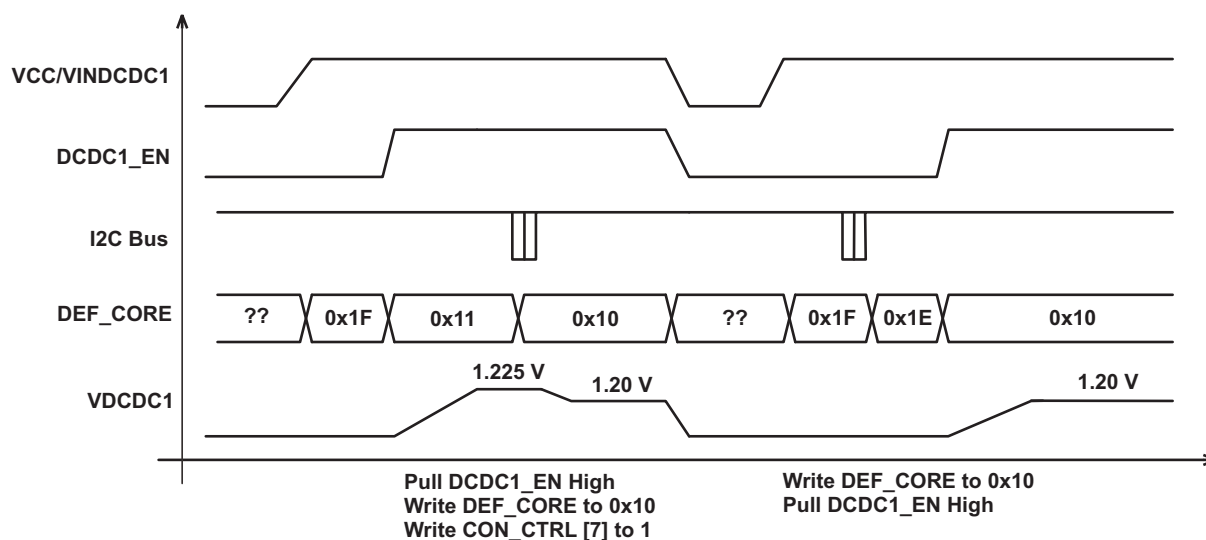 VCC/VINDCDC1
DCDC1_EN
I2C Bus
DEF_CORE
?? 0x1F 0x11 0x10 ?? 0x1F 0x1E 0x10
VDCDC1
1.225 V
1.20 V
1.20 V
Pull DCDC1_EN High
Write DEF_CORE to 0x10
Write CON_CTRL [7] to 1
Write DEF_CORE to 0x10
Pull DCDC1_EN High